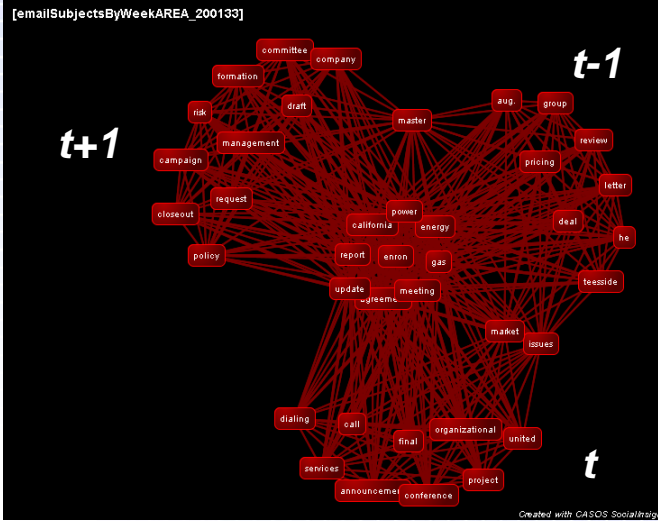 [emailSubjectsByWeekAREA_200133]
committee
company
t-1
formation
draft
aug.
group
risk
master
t+1
management
review
campaign
pricing
letter
request
closeout
power
california
energy
deal
he
policy
report
enron
gas
teesside
update
meeting
agreeme
market
issues
dialing
call
organizational
final
united
t
services
project
announcemen
conference
Created with CASOS SocialInsig